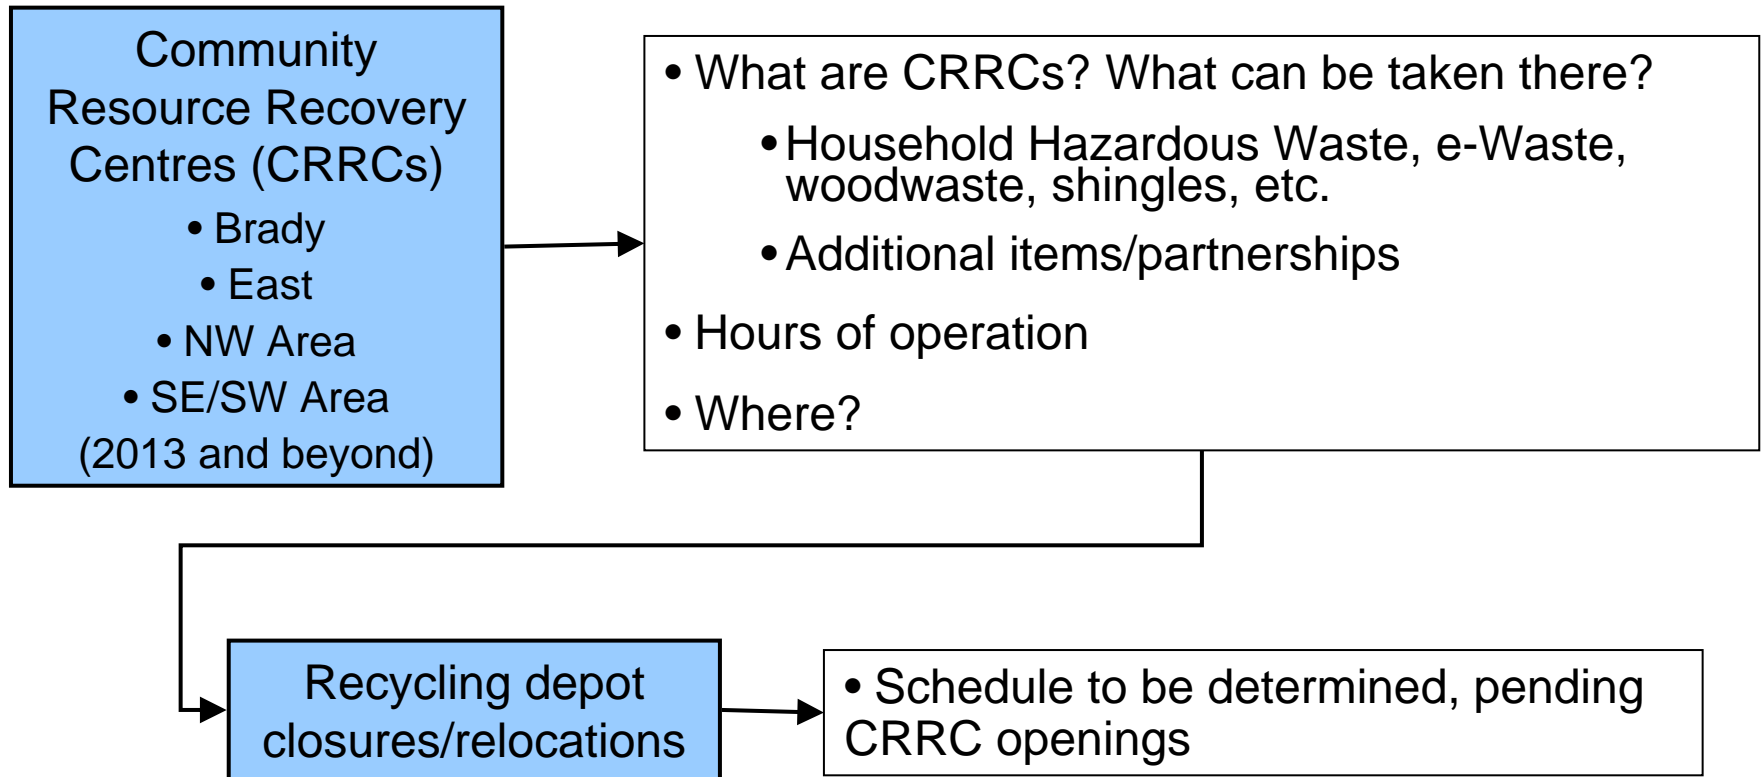 Community
Resource Recovery
Centres (CRRCs)
• Brady
• East
• NW Area
• SE/SW Area
(2013 and beyond)
• What are CRRCs? What can be taken there?
• Household Hazardous Waste, e-Waste,
woodwaste, shingles, etc.
• Additional items/partnerships
• Hours of operation
• Where?
Recycling depot
closures/relocations
• Schedule to be determined, pending
CRRC openings